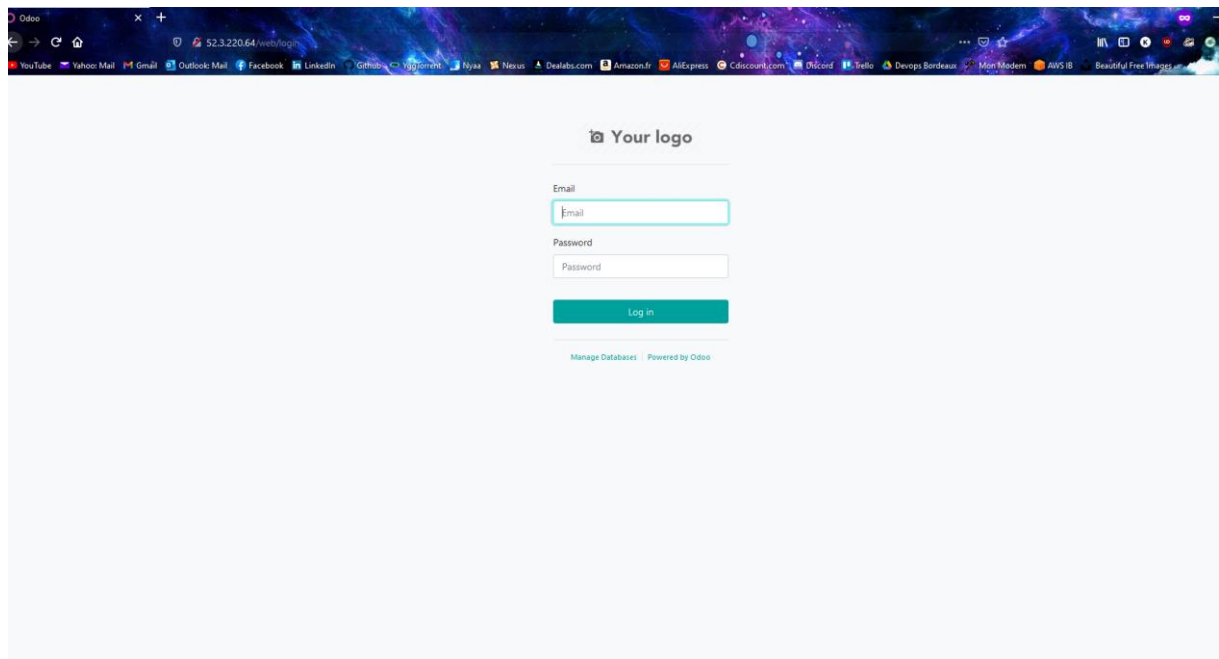 Odoo
52.3.220.64/web/login
YouTube Yahoo: Mail Gmail Outlook: Mail Facebook LinkedIn Github YggTorrent Nyaa Nexus Dealabs.com Amazon.fr AliExpress Cdiscount.com Discord Trello Devops Bordeaux Mon Modem AWS IB Beautiful Free Images
Your logo
Email
Email
Password
Password
Log in
Manage Databases | Powered by Odoo